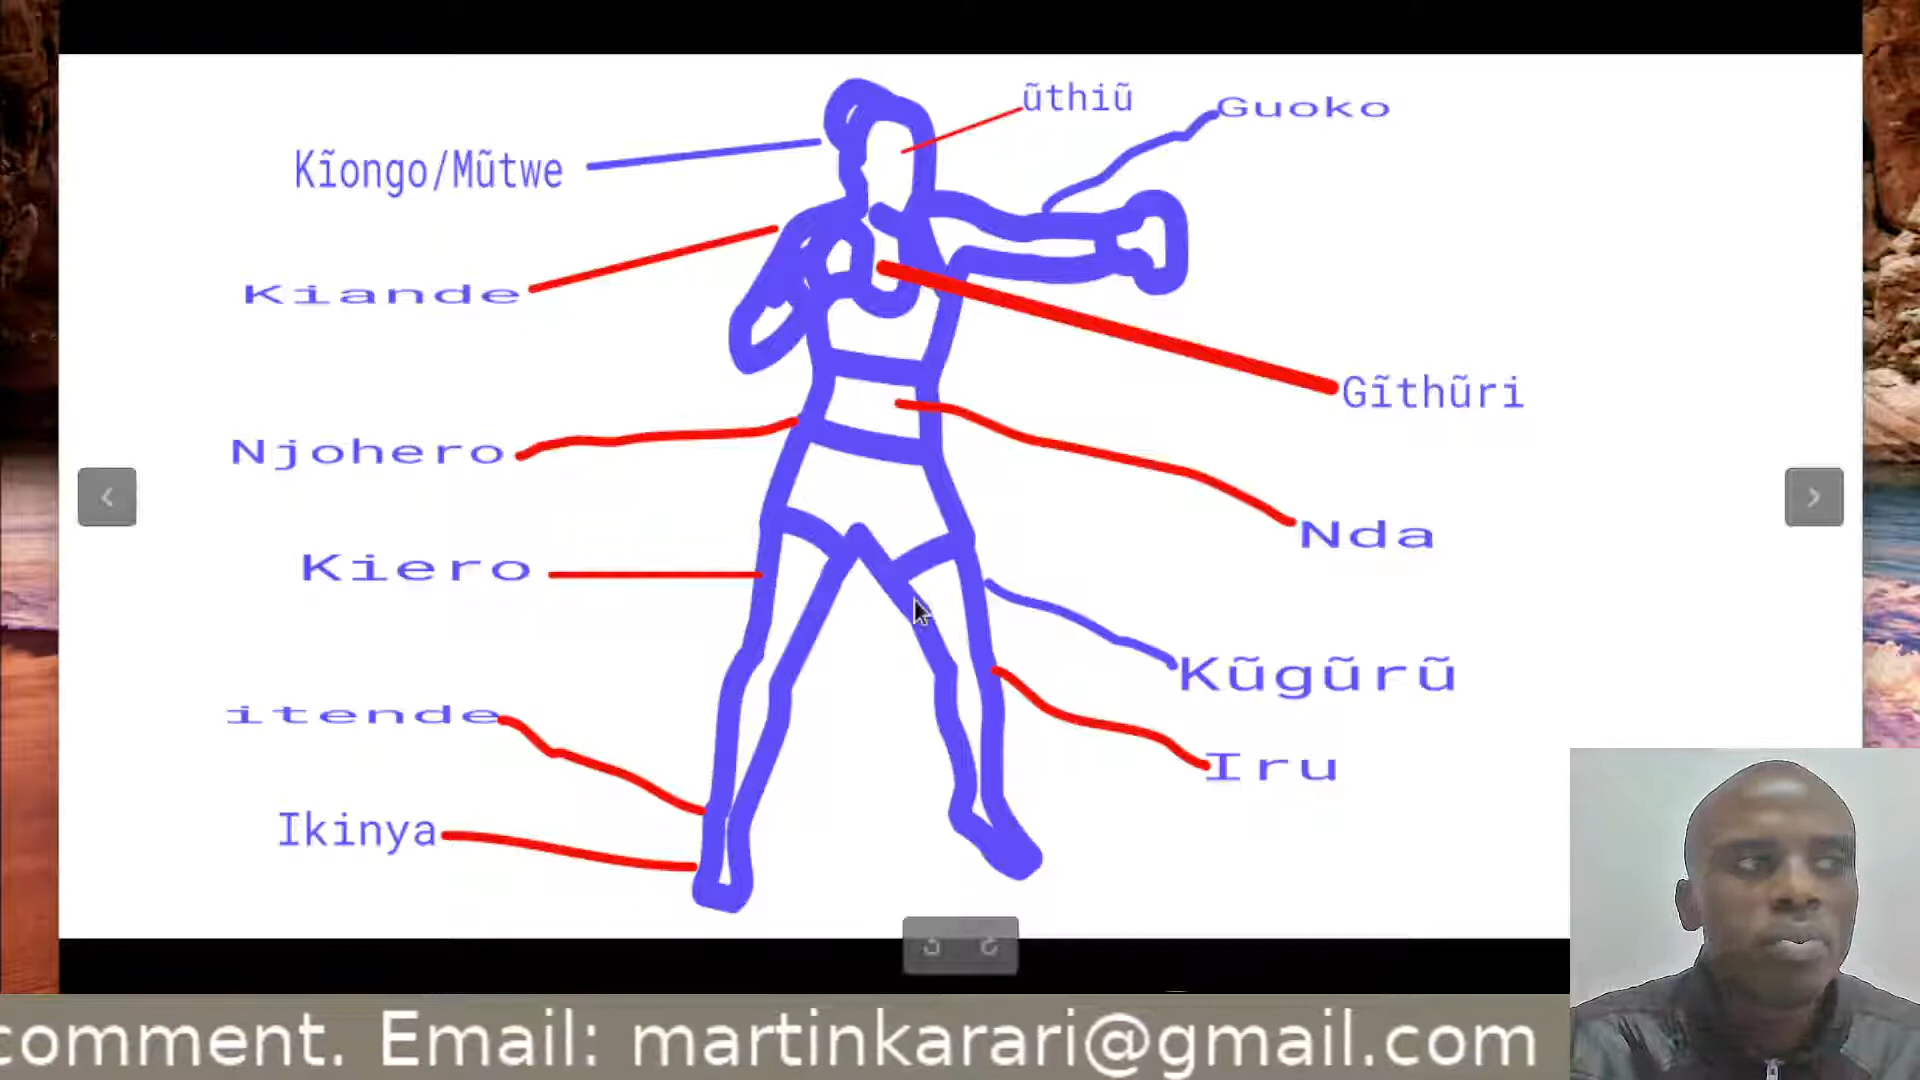 ũthiũ
Guoko
Kĩongo/Mũtwe
Kiande
Gĩthũri
Njohero
Nda
Kiero
Kũgũrũ
itende
Iru
Ikinya
comment. Email: martinkarari@gmail.com